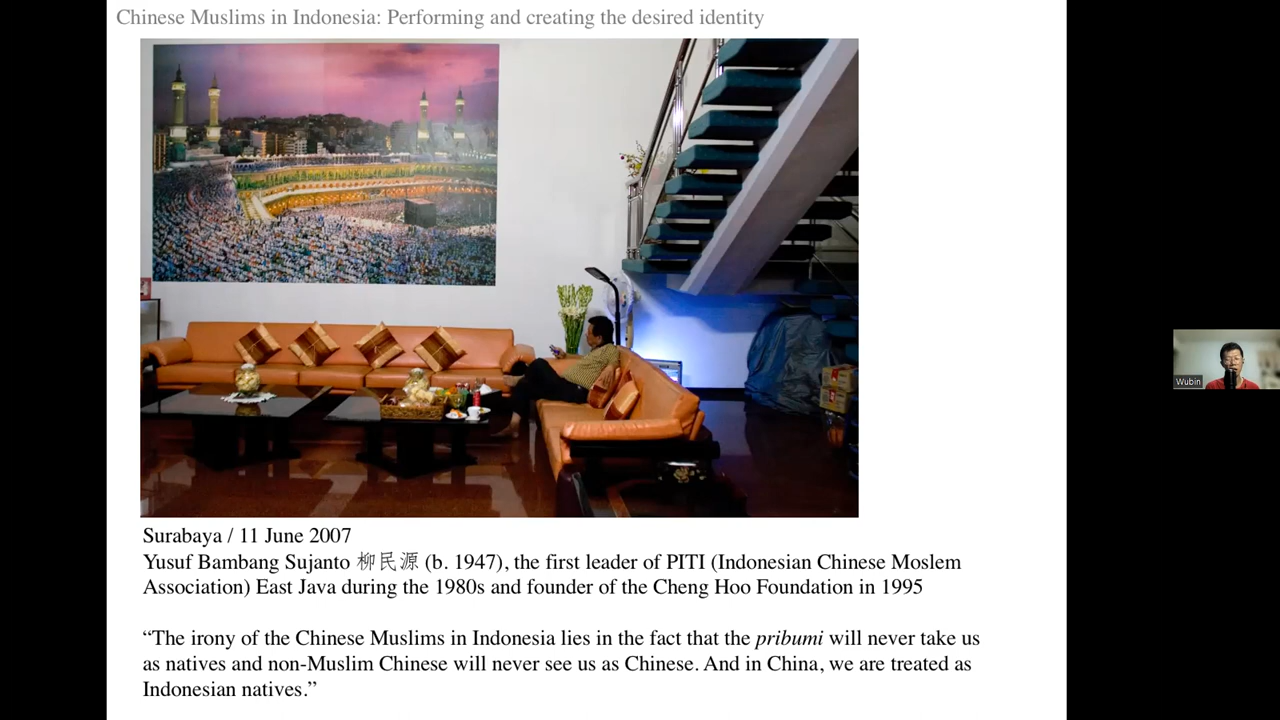 Chinese Muslims in Indonesia: Performing and creating the desired identity
Surabaya / 11 June 2007
Yusuf Bambang Sujanto 柳民源 (b. 1947), the first leader of PITI (Indonesian Chinese Moslem
Association) East Java during the 1980s and founder of the Cheng Hoo Foundation in 1995
“The irony of the Chinese Muslims in Indonesia lies in the fact that the pribumi will never take us
as natives and non-Muslim Chinese will never see us as Chinese. And in China, we are treated as
Indonesian natives.”
Wubin